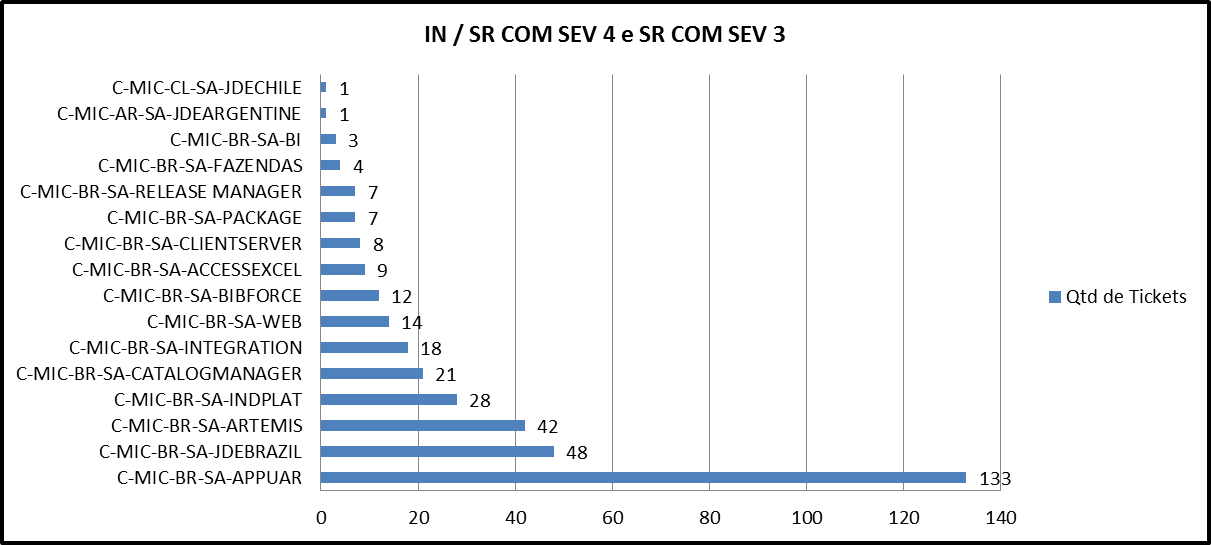 IN / SR COM SEV 4 e SR COM SEV 3
C-MIC-CL-SA-JDECHILE 1
C-MIC-AR-SA-JDEARGENTINE 1
C-MIC-BR-SA-BI 3
C-MIC-BR-SA-FAZENDAS 4
C-MIC-BR-SA-RELEASE MANAGER 7
C-MIC-BR-SA-PACKAGE 7
C-MIC-BR-SA-CLIENTSERVER 8
C-MIC-BR-SA-ACCESSEXCEL 9
C-MIC-BR-SA-BIBFORCE 12
C-MIC-BR-SA-WEB 14
C-MIC-BR-SA-INTEGRATION 18
C-MIC-BR-SA-CATALOGMANAGER 21
C-MIC-BR-SA-INDPLAT 28
C-MIC-BR-SA-ARTEMIS 42
C-MIC-BR-SA-JDEBRAZIL 48
C-MIC-BR-SA-APPUAR 133
0 20 40 60 80 100 120 140
Qtd de Tickets